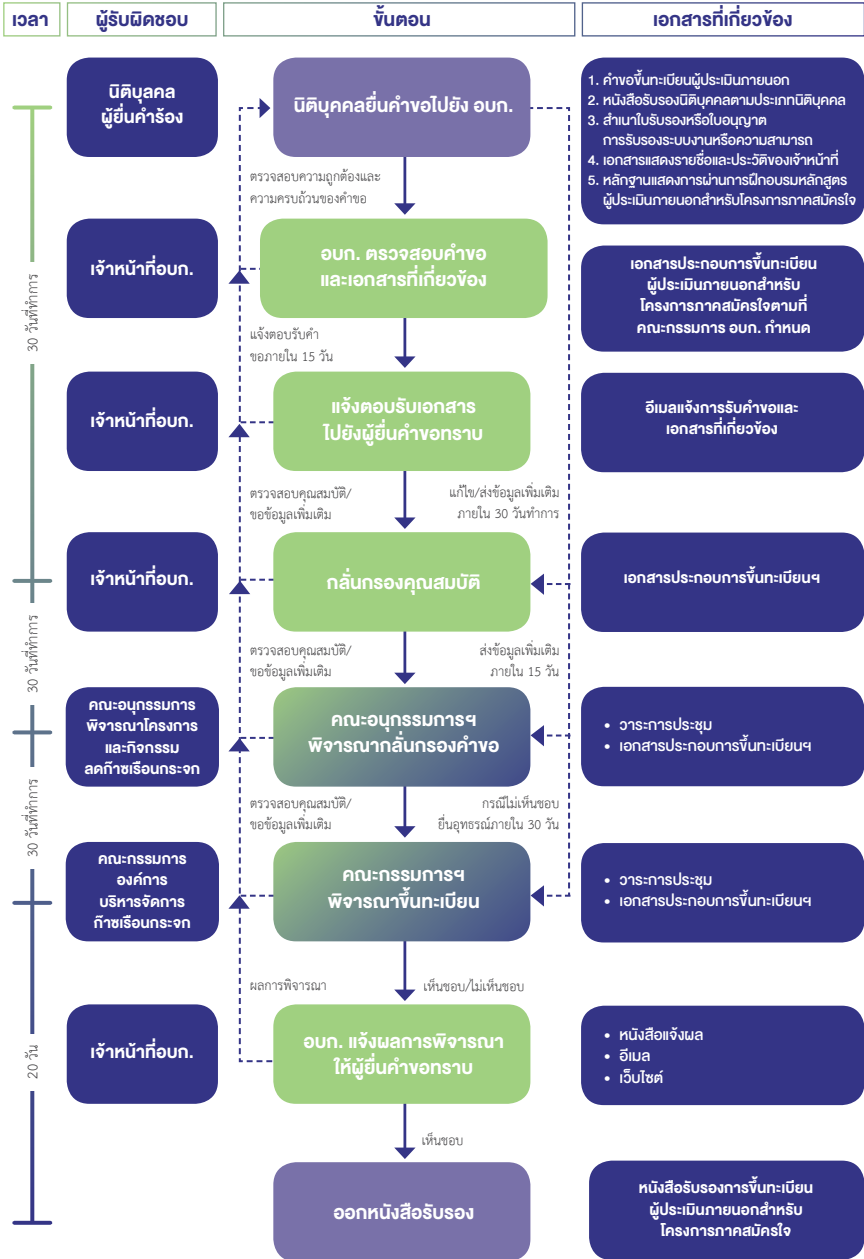 เวลา
ผู้รับผิดชอบ
ขั้นตอน
เอกสารที่เกี่ยวข้อง
นิติบุลคล
ผู้ยื่นคำร้อง
นิติบุคคลยื่นคำขอไปยัง อบก.
1. คำขอขึ้นทะเบียนผู้ประเมินภายนอก
2. หนังสือรับรองนิติบุคคลตามประเภทนิติบุคคล
3. สำเนาใบรับรองหรือใบอนุญาต
การรับรองระบบงานหรือความสามารถ
4. เอกสารแสดงรายชื่อและประวัติของเจ้าหน้าที่
5. หลักฐานแสดงการผ่านการฝึกอบรมหลักสูตร
ผู้ประเมินภายนอกสำหรับโครงการภาคสมัครใจ
ตรวจสอบความถูกต้องและ
ความครบถ้วนของคำขอ
30 วันที่ทำการ
เจ้าหน้าที่อบก.
อบก. ตรวจสอบคำขอ
และเอกสารที่เกี่ยวข้อง
เอกสารประกอบการขึ้นทะเบียน
ผู้ประเมินภายนอกสำหรับ
โครงการภาคสมัครใจตามที่
คณะกรรมการ อบก. กำหนด
แจ้งตอบรับคำ
ขอภายใน 15 วัน
เจ้าหน้าที่อบก.
แจ้งตอบรับเอกสาร
ไปยังผู้ยื่นคำขอทราบ
อีเมลแจ้งการรับคำขอและ
เอกสารที่เกี่ยวข้อง
ตรวจสอบคุณสมบัติ/
ขอข้อมูลเพิ่มเติม
แก้ไข/ส่งข้อมูลเพิ่มเติม
ภายใน 30 วันทำการ
เจ้าหน้าที่อบก.
กลั่นกรองคุณสมบัติ
เอกสารประกอบการขึ้นทะเบียนฯ
30 วันที่ทำการ
ตรวจสอบคุณสมบัติ/
ขอข้อมูลเพิ่มเติม
ส่งข้อมูลเพิ่มเติม
ภายใน 15 วัน
คณะอนุกรรมการ
พิจารณาโครงการ
และกิจกรรม
ลดก๊าซเรือนกระจก
คณะอนุกรรมการฯ
พิจารณากลั่นกรองคำขอ
• วาระการประชุม
• เอกสารประกอบการขึ้นทะเบียนฯ
30 วันที่ทำการ
ตรวจสอบคุณสมบัติ/
ขอข้อมูลเพิ่มเติม
กรณีไม่เห็นชอบ
ยื่นอุทธรณ์ภายใน 30 วัน
คณะกรรมการ
องค์การ
บริหารจัดการ
ก๊าซเรือนกระจก
คณะกรรมการฯ
พิจารณาขึ้นทะเบียน
• วาระการประชุม
• เอกสารประกอบการขึ้นทะเบียนฯ
ผลการพิจารณา
เห็นชอบ/ไม่เห็นชอบ
20 วัน
เจ้าหน้าที่อบก.
อบก. แจ้งผลการพิจารณา
ให้ผู้ยื่นคำขอทราบ
• หนังสือแจ้งผล
• อีเมล
• เว็บไซต์
เห็นชอบ
ออกหนังสือรับรอง
หนังสือรับรองการขึ้นทะเบียน
ผู้ประเมินภายนอกสำหรับ
โครงการภาคสมัครใจ